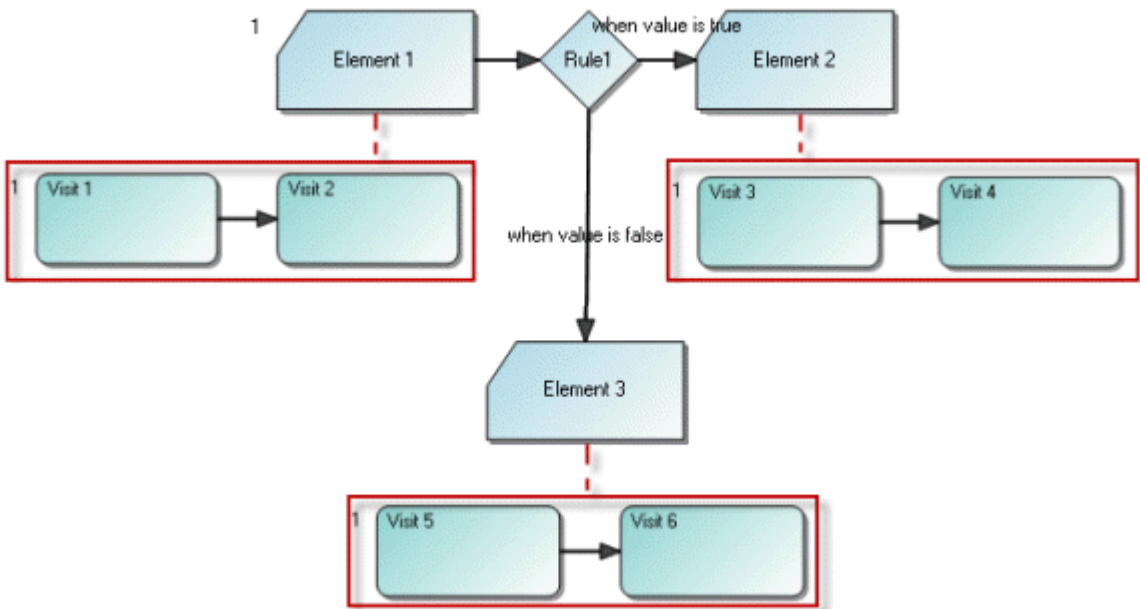 when value is true
1
Element 1
Rule1
Element 2
1
Visit 1
Visit 2
1
Visit 3
Visit 4
when value is false
Element 3
1
Visit 5
Visit 6